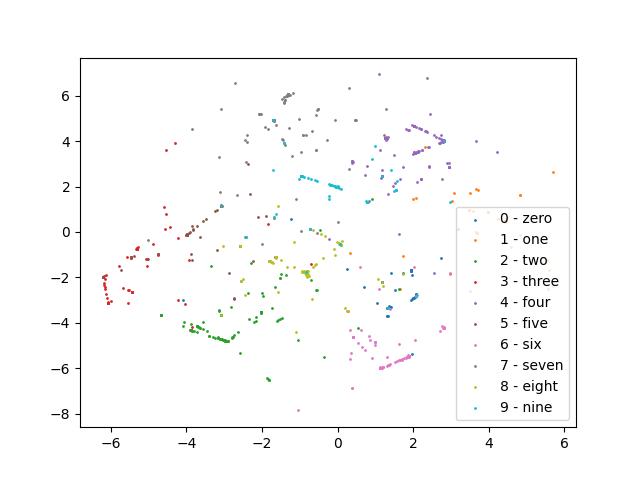 6
4
2
0
−2
−4
−6
−8
−6
−4
−2
0
2
4
6
0 - zero
1 - one
2 - two
3 - three
4 - four
5 - five
6 - six
7 - seven
8 - eight
9 - nine